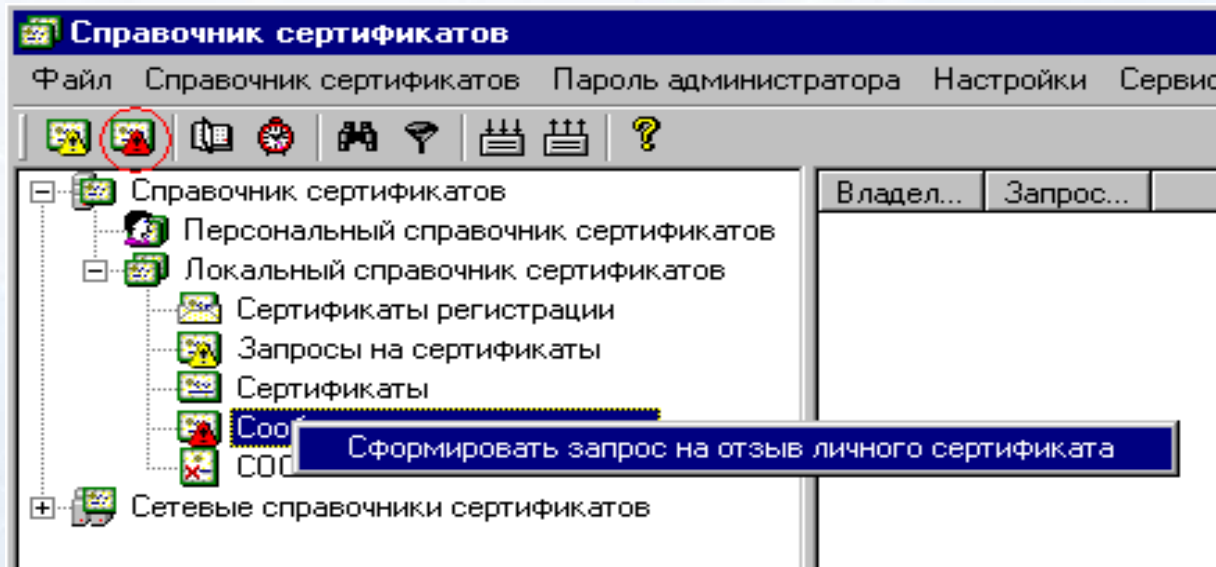 Справочник сертификатов
Файл Справочник сертификатов Пароль администратора Настройки Сервис
Справочник сертификатов
Владел... Запрос...
Персональный справочник сертификатов
Локальный справочник сертификатов
Сертификаты регистрации
Запросы на сертификаты
Сертификаты
Сформировать запрос на отзыв личного сертификата
Сетевые справочники сертификатов